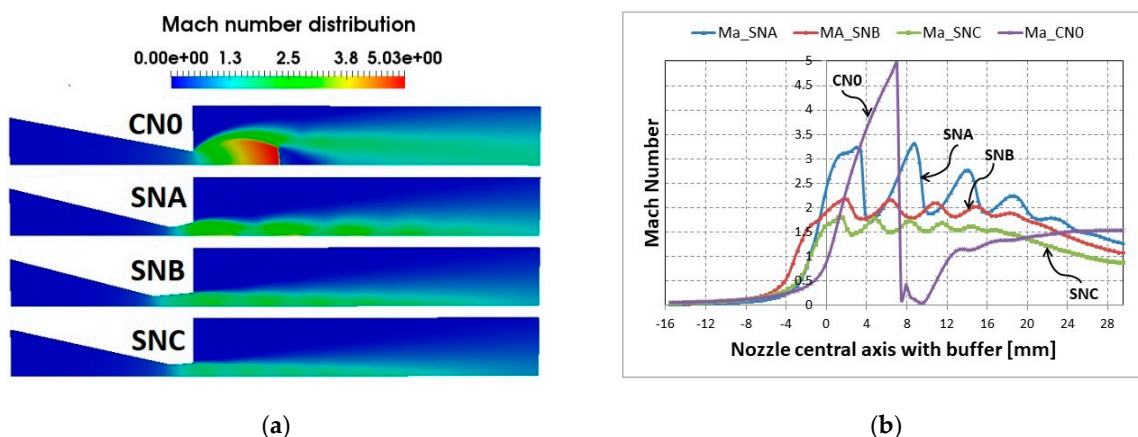 Mach number distribution
0.00e+00 1.3 2.5 3.8 5.03e+00
CN0
SNA
SNB
SNC
(a)
Ma_SNA MA_SNB Ma_SNC Ma_CN0
5
4.5
4
3.5
3
2.5
2
1.5
1
0.5
0
Mach Number
CN0
SNA
SNB
SNC
-16 -12 -8 -4 0 4 8 12 16 20 24 28
Nozzle central axis with buffer [mm]
(b)